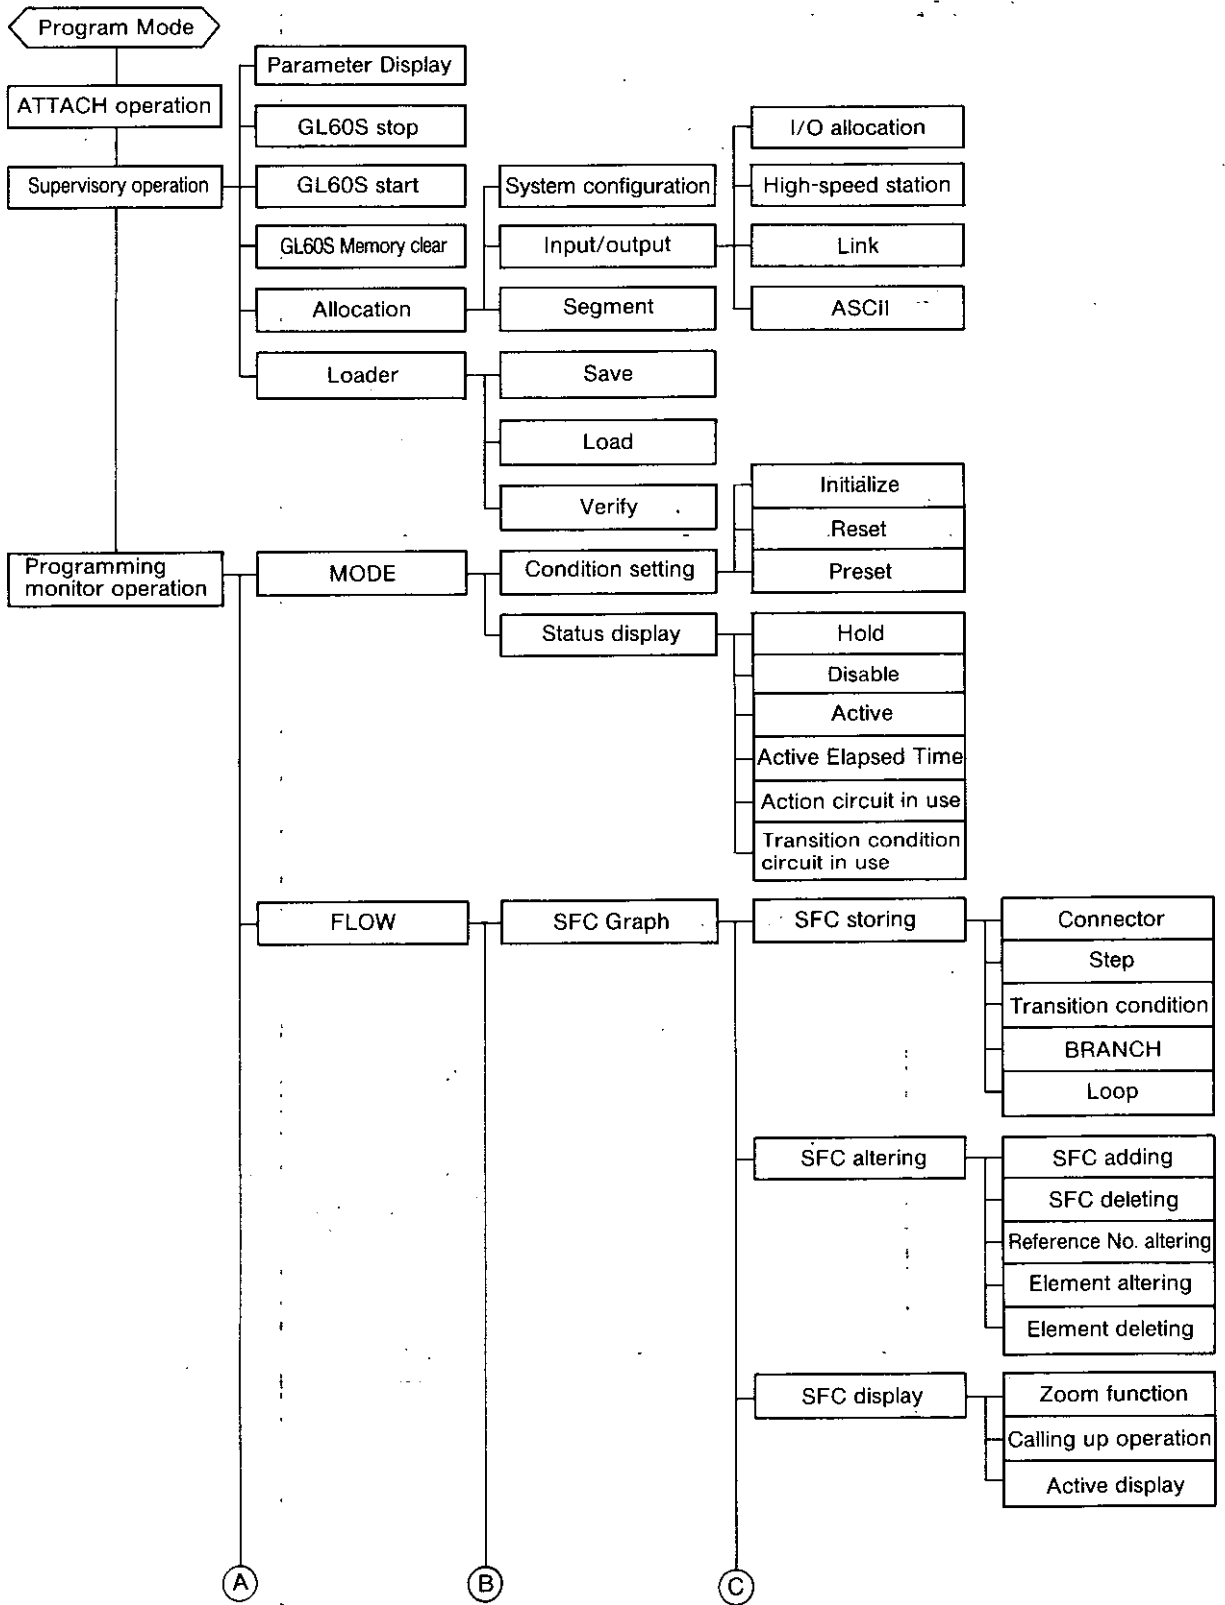 Program Mode
ATTACH operation
Supervisory operation
Parameter Display
GL60S stop
GL60S start
GL60S Memory clear
Allocation
Loader
System configuration
Input/output
Segment
I/O allocation
High-speed station
Link
ASCII
Save
Load
Verify
Programming
monitor operation
MODE
Condition setting
Initialize
Reset
Preset
Status display
Hold
Disable
Active
Active Elapsed Time
Action circuit in use
Transition condition
circuit in use
FLOW
SFC Graph
SFC storing
Connector
Step
Transition condition
BRANCH
Loop
SFC altering
SFC adding
SFC deleting
Reference No. altering
Element altering
Element deleting
SFC display
Zoom function
Calling up operation
Active display
A
B
C